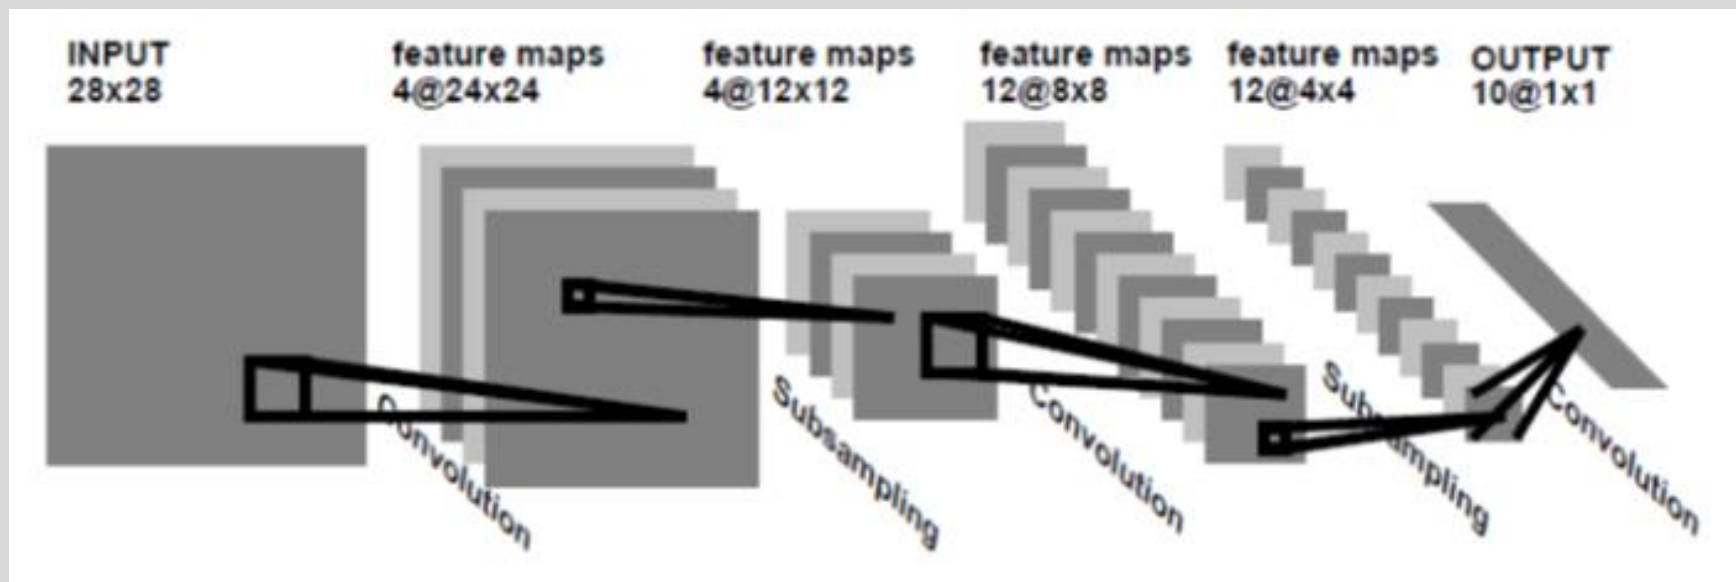 INPUT
28x28
feature maps
4@24x24
feature maps
4@12x12
feature maps
12@8x8
feature maps
12@4x4
OUTPUT
10@1x1
Convolution
Subsampling
Convolution
Subsampling
Convolution